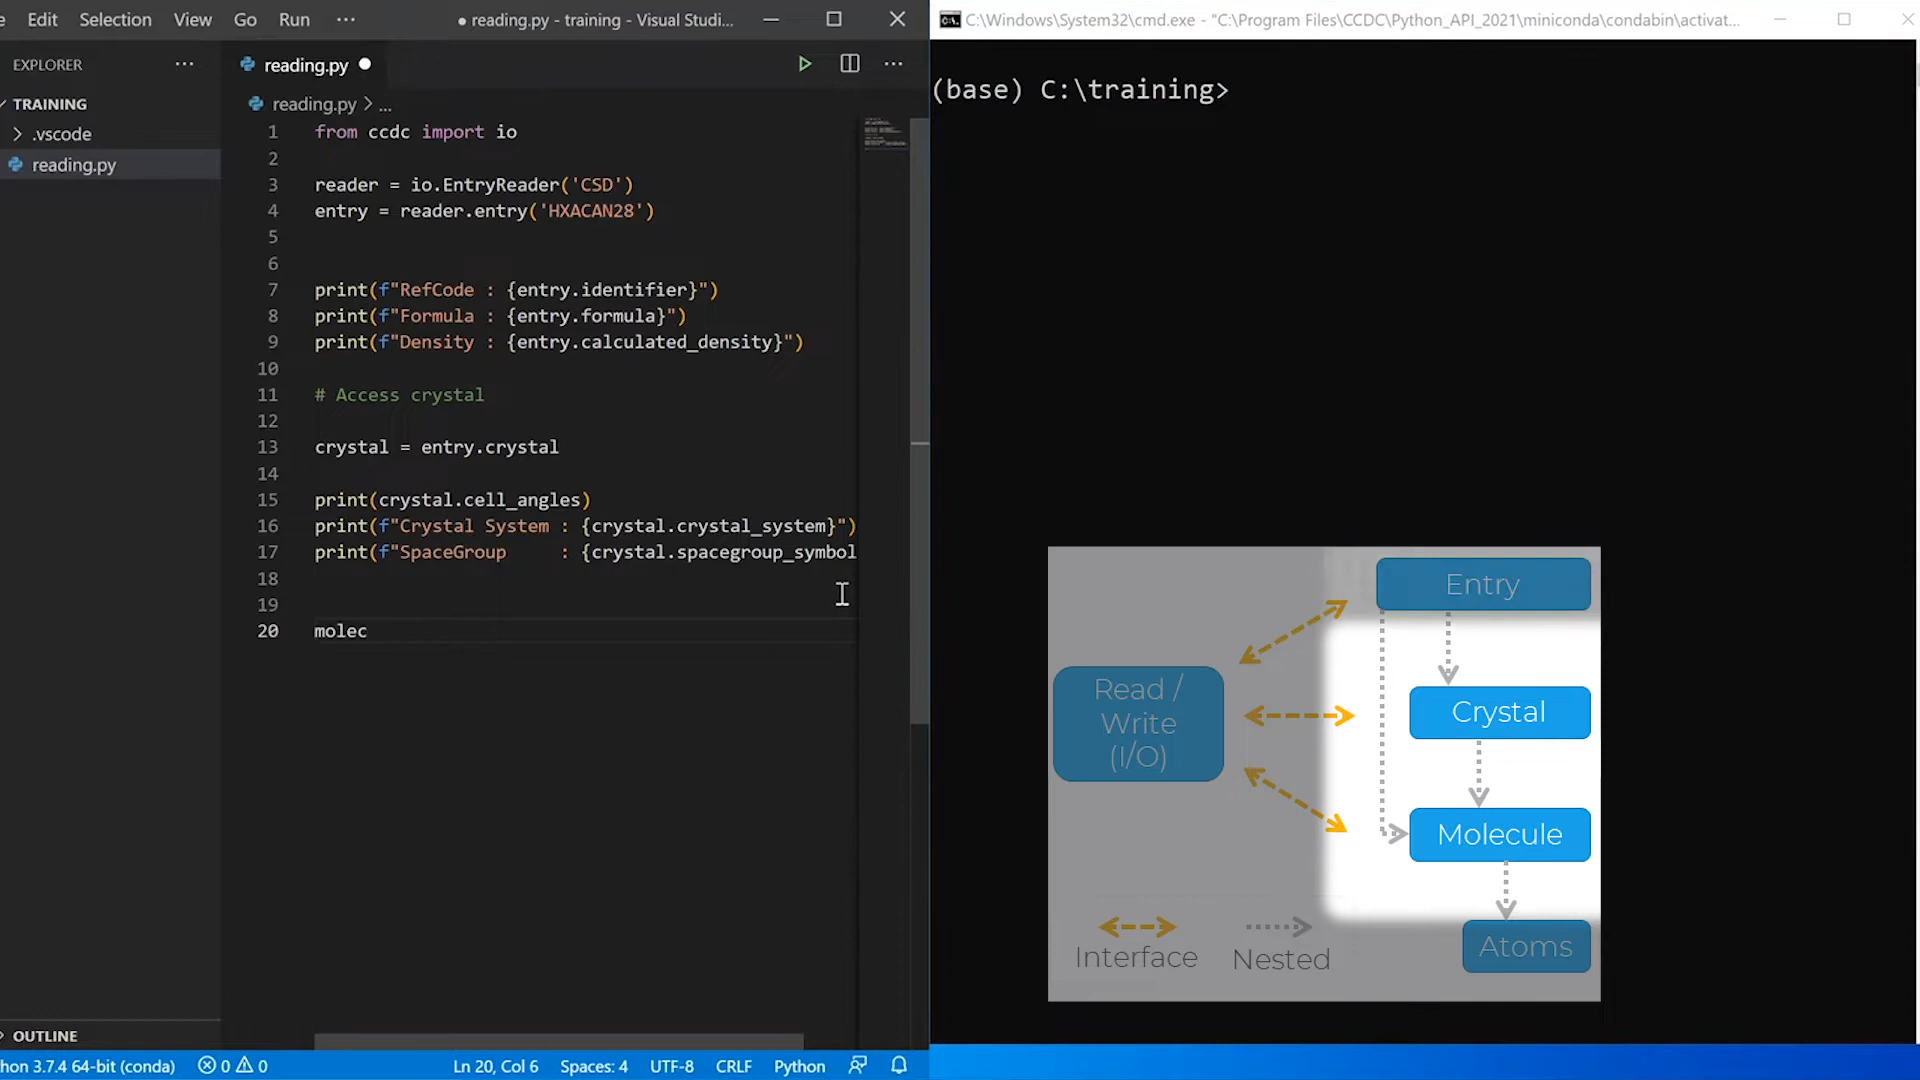 Edit Selection View Go Run ···
● reading.py - training - Visual Studi...
C:\Windows\System32\cmd.exe - "C:\Program Files\CCDC\Python_API_2021\miniconda\condabin\activat...
EXPLORER ···
reading.py
···
TRAINING
.vscode
reading.py
reading.py > ...
1 from ccdc import io
2
3 reader = io.EntryReader('CSD')
4 entry = reader.entry('HXACAN28')
5
6
7 print(f"RefCode : {entry.identifier}")
8 print(f"Formula : {entry.formula}")
9 print(f"Density : {entry.calculated_density}")
10
11 # Access crystal
12
13 crystal = entry.crystal
14
15 print(crystal.cell_angles)
16 print(f"Crystal System : {crystal.crystal_system}")
17 print(f"SpaceGroup     : {crystal.spacegroup_symbol
18
19
20 molec
OUTLINE
hon 3.7.4 64-bit (conda) 0 0 Ln 20, Col 6 Spaces: 4 UTF-8 CRLF Python
(base) C:\training>
Entry
Read /
Write
(I/O)
Crystal
Molecule
Atoms
Interface
Nested